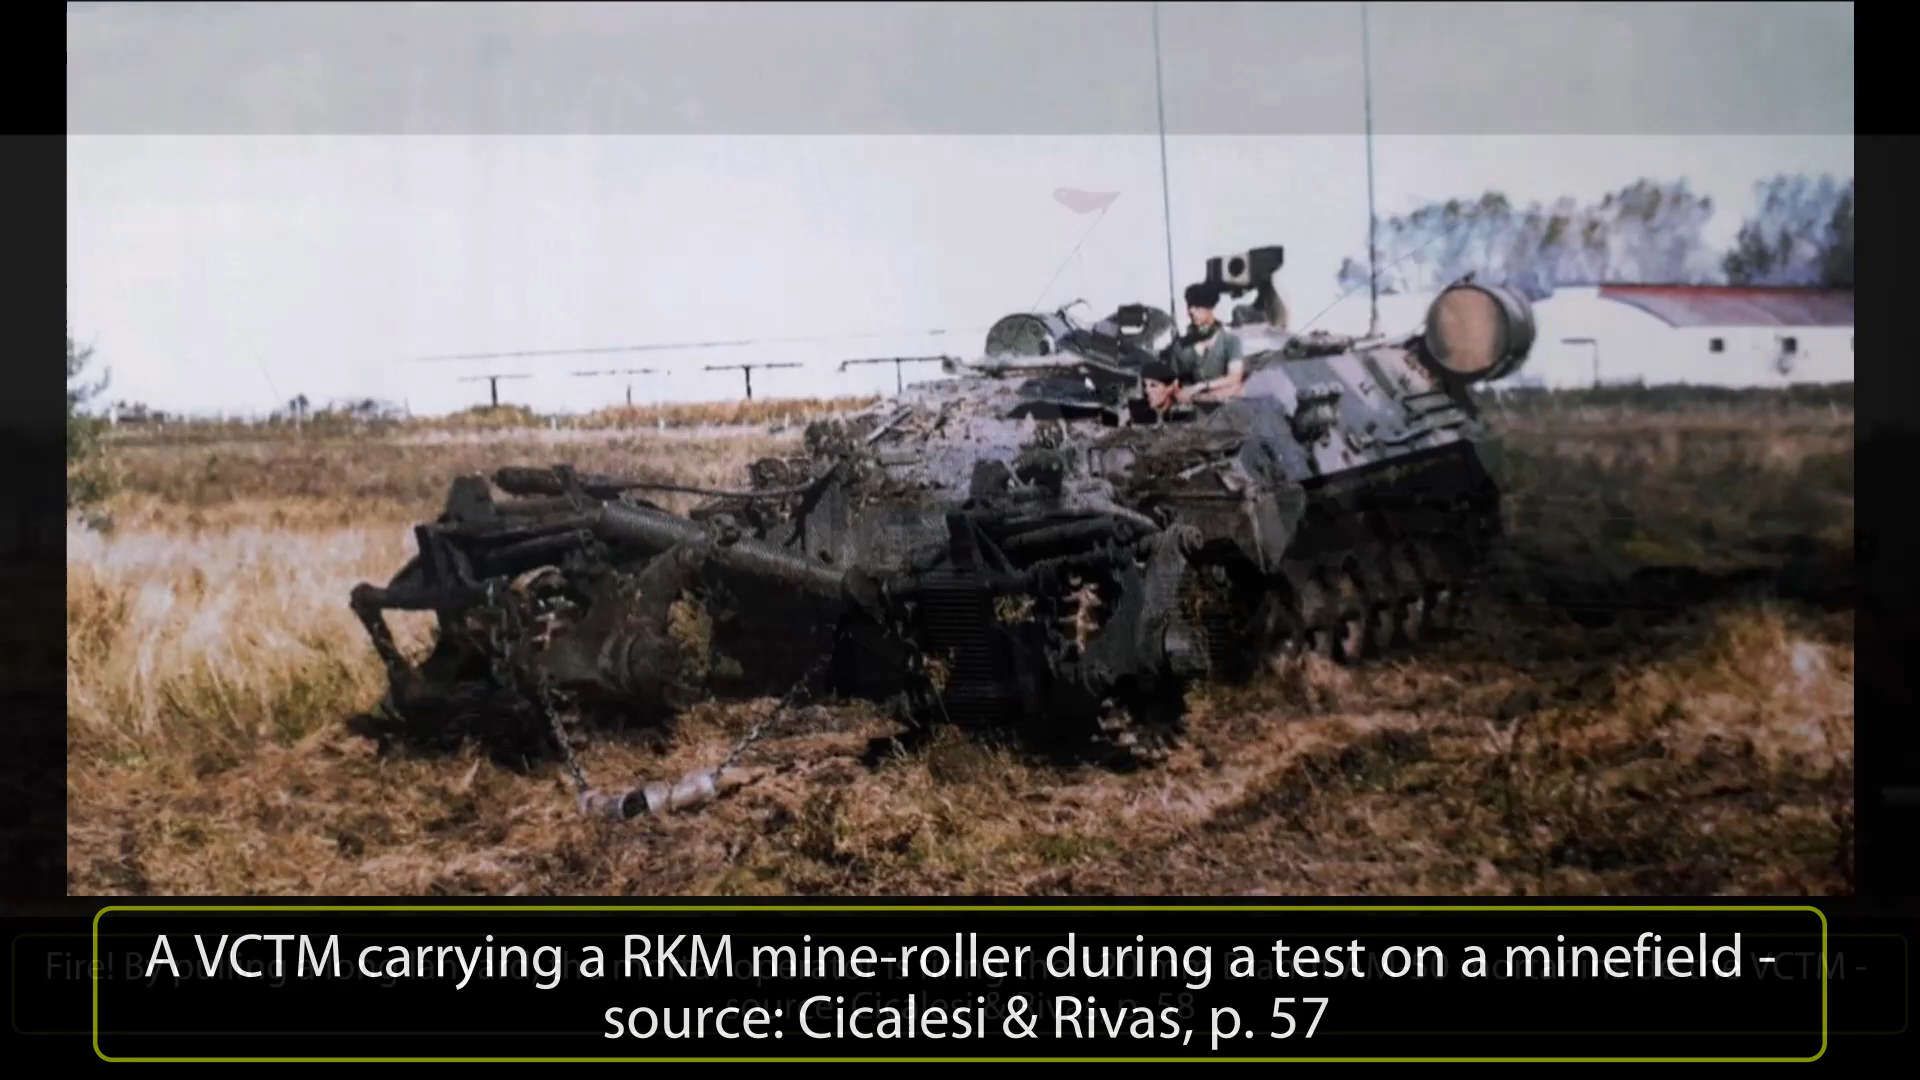 A VCTM carrying a RKM mine-roller during a test on a minefield -
source: Cicalesi & Rivas, p. 57